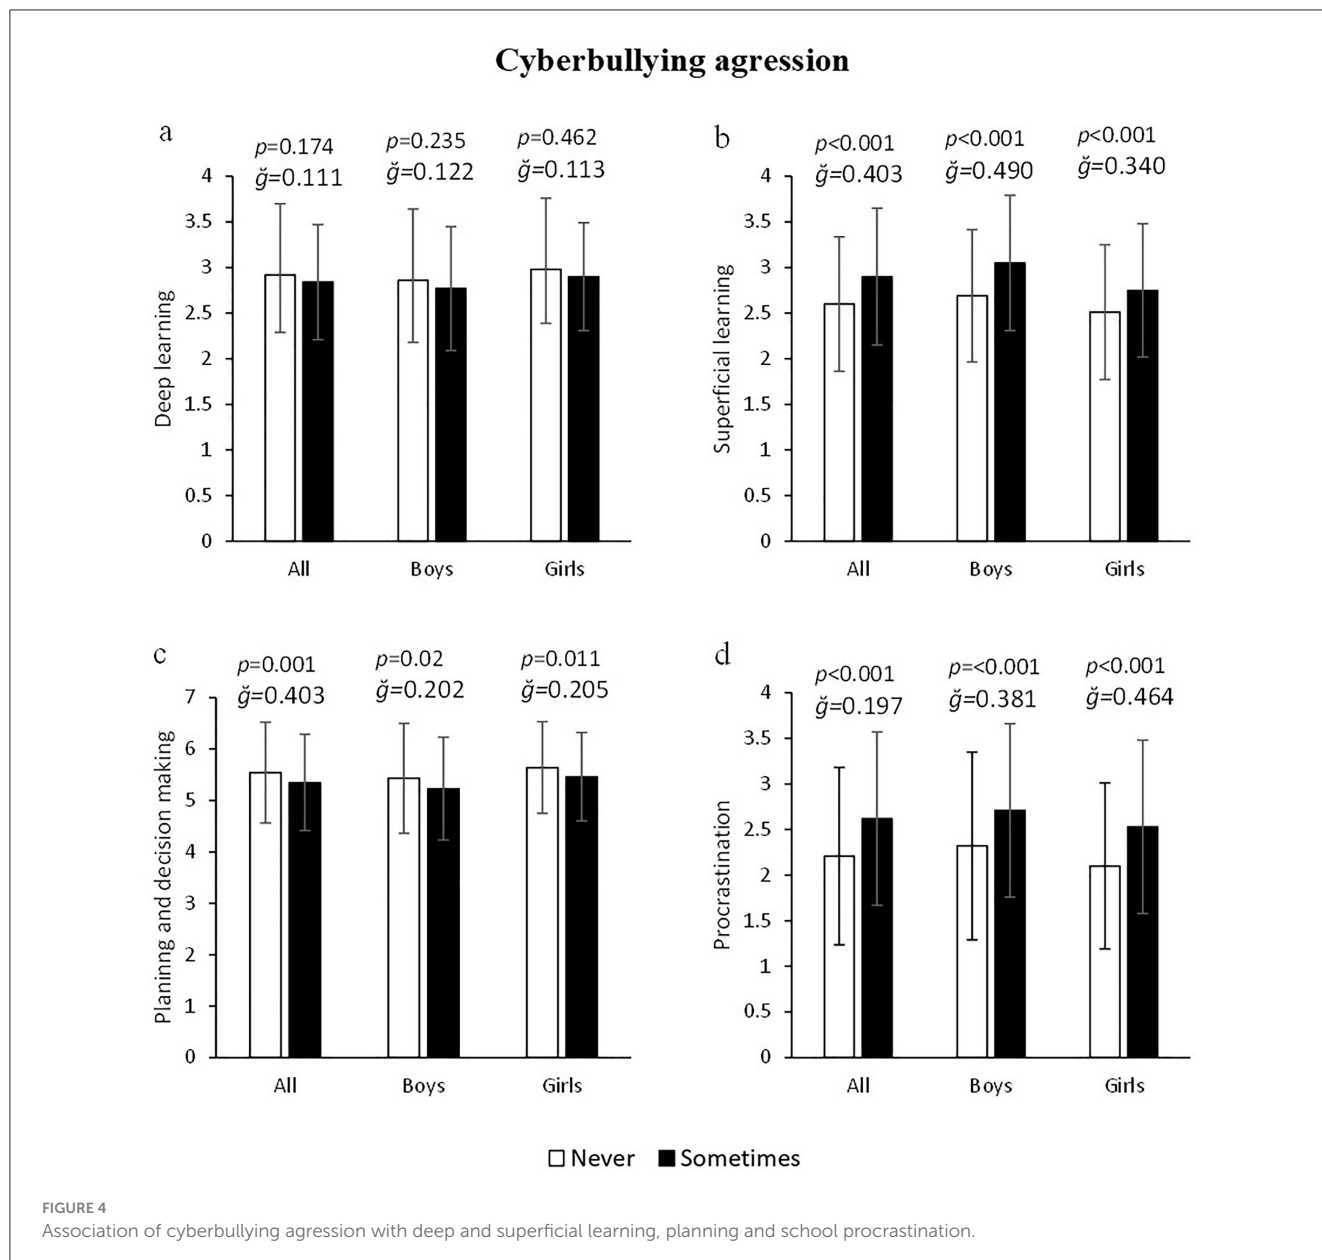 Cyberbullying agression
a
p=0.174
ğ=0.111
p=0.235
ğ=0.122
p=0.462
ğ=0.113
4
3.5
3
2.5
2
1.5
1
0.5
0
Deep learning
All
Boys
Girls
b
p<0.001
ğ=0.403
p<0.001
ğ=0.490
p<0.001
ğ=0.340
4
3.5
3
2.5
2
1.5
1
0.5
0
Superficial learning
All
Boys
Girls
c
p=0.001
ğ=0.403
p=0.02
ğ=0.202
p=0.011
ğ=0.205
7
6
5
4
3
2
1
0
Planinng and decision making
All
Boys
Girls
d
p<0.001
ğ=0.197
p=<0.001
ğ=0.381
p<0.001
ğ=0.464
4
3.5
3
2.5
2
1.5
1
0.5
0
Procrastination
All
Boys
Girls
Never
Sometimes
FIGURE 4
Association of cyberbullying agression with deep and superficial learning, planning and school procrastination.